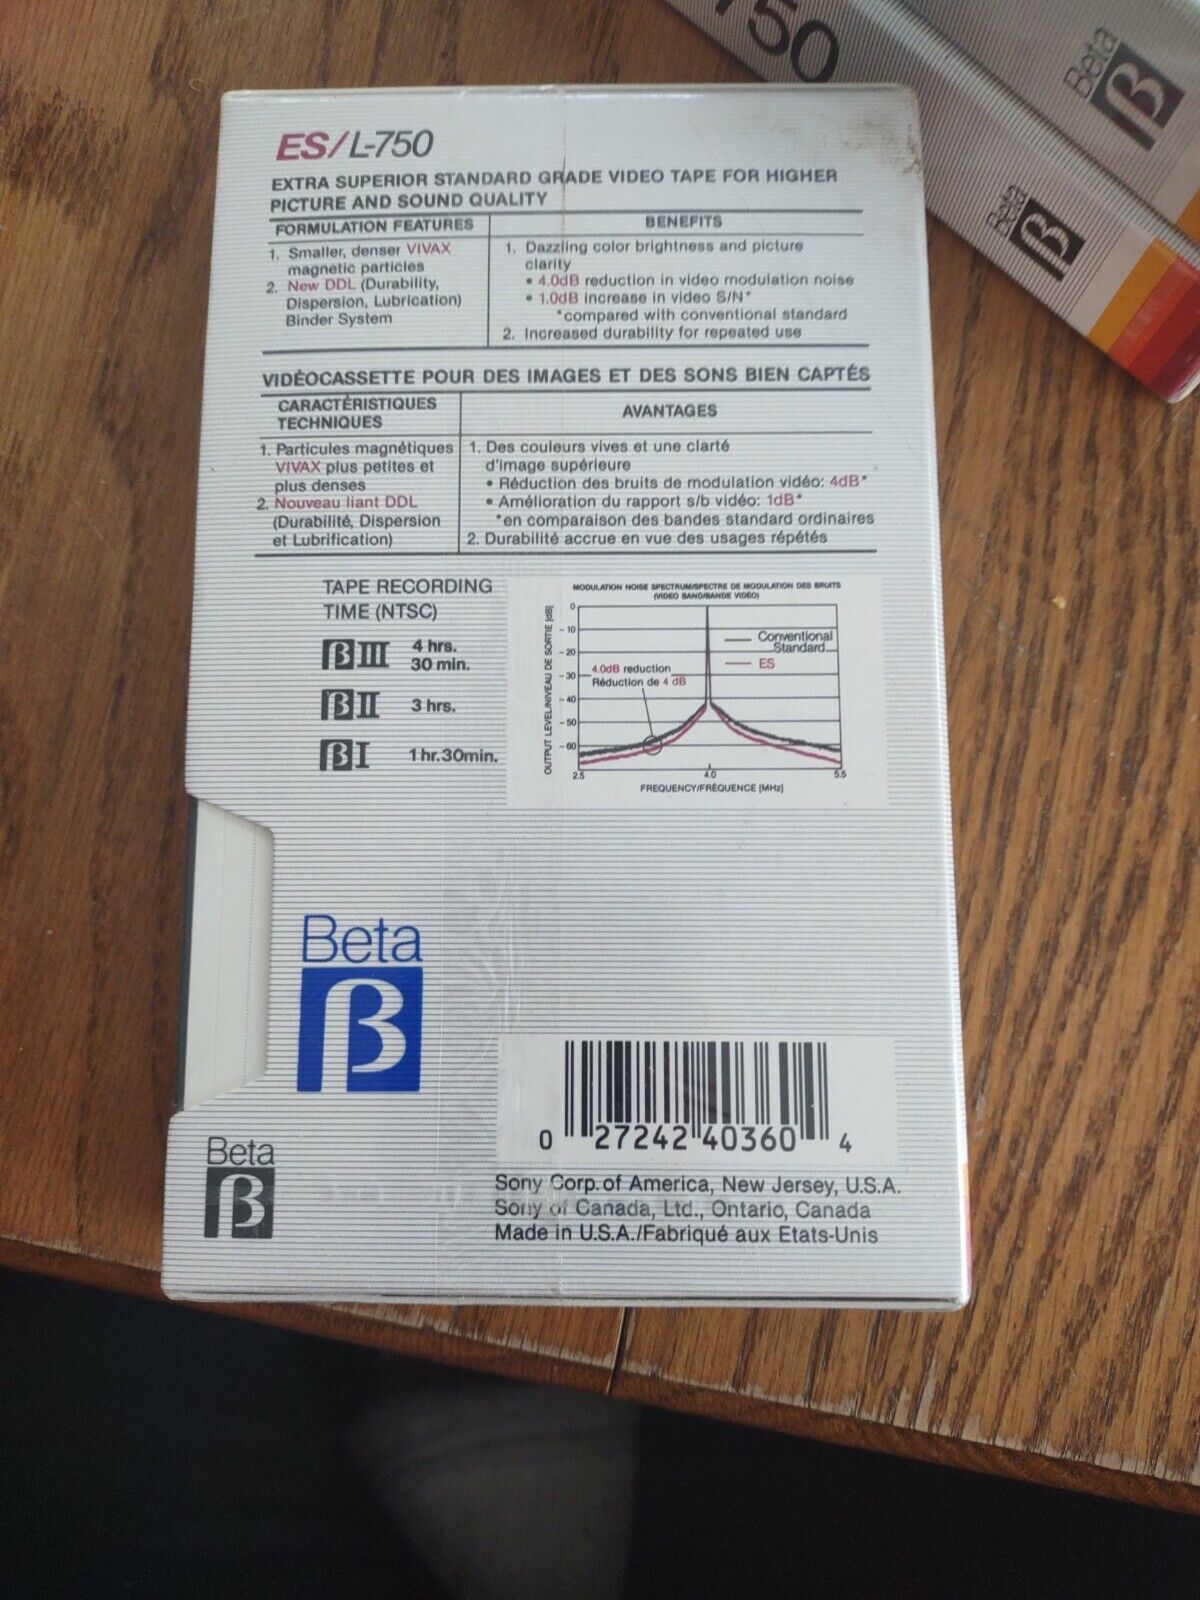 750
Beta
β
Beta
β
ES/L-750
EXTRA SUPERIOR STANDARD GRADE VIDEO TAPE FOR HIGHER
PICTURE AND SOUND QUALITY
FORMULATION FEATURES
1. Smaller, denser VIVAX
magnetic particles
2. New DDL (Durability,
Dispersion, Lubrication)
Binder System
BENEFITS
1. Dazzling color brightness and picture
clarity
• 4.0dB reduction in video modulation noise
• 1.0dB increase in video S/N*
*compared with conventional standard
2. Increased durability for repeated use
VIDÉOCASSETTE POUR DES IMAGES ET DES SONS BIEN CAPTÉS
CARACTÉRISTIQUES
TECHNIQUES
1. Particules magnétiques
VIVAX plus petites et
plus denses
2. Nouveau liant DDL
(Durabilité, Dispersion
et Lubrification)
AVANTAGES
1. Des couleurs vives et une clarté
d'image supérieure
• Réduction des bruits de modulation vidéo: 4dB*
• Amélioration du rapport s/b vidéo: 1dB*
*en comparaison des bandes standard ordinaires
2. Durabilité accrue en vue des usages répétés
TAPE RECORDING
TIME (NTSC)
βIII 4 hrs.
30 min.
βII 3 hrs.
βI 1hr.30min.
MODULATION NOISE SPECTRUM/SPECTRE DE MODULATION DES BRUITS
(VIDEO BAND/BANDE VIDÉO)
OUTPUT LEVEL/NIVEAU DE SORTIE [dB]
0
-10
-20
-30
-40
-50
-60
Conventional
Standard
ES
4.0dB reduction
Réduction de 4 dB
2.5 4.0 5.5
FREQUENCY/FRÉQUENCE [MHz]
Beta
β
Beta
β
0 27242 40360 4
Sony Corp. of America, New Jersey, U.S.A.
Sony of Canada, Ltd., Ontario, Canada
Made in U.S.A./Fabriqué aux Etats-Unis